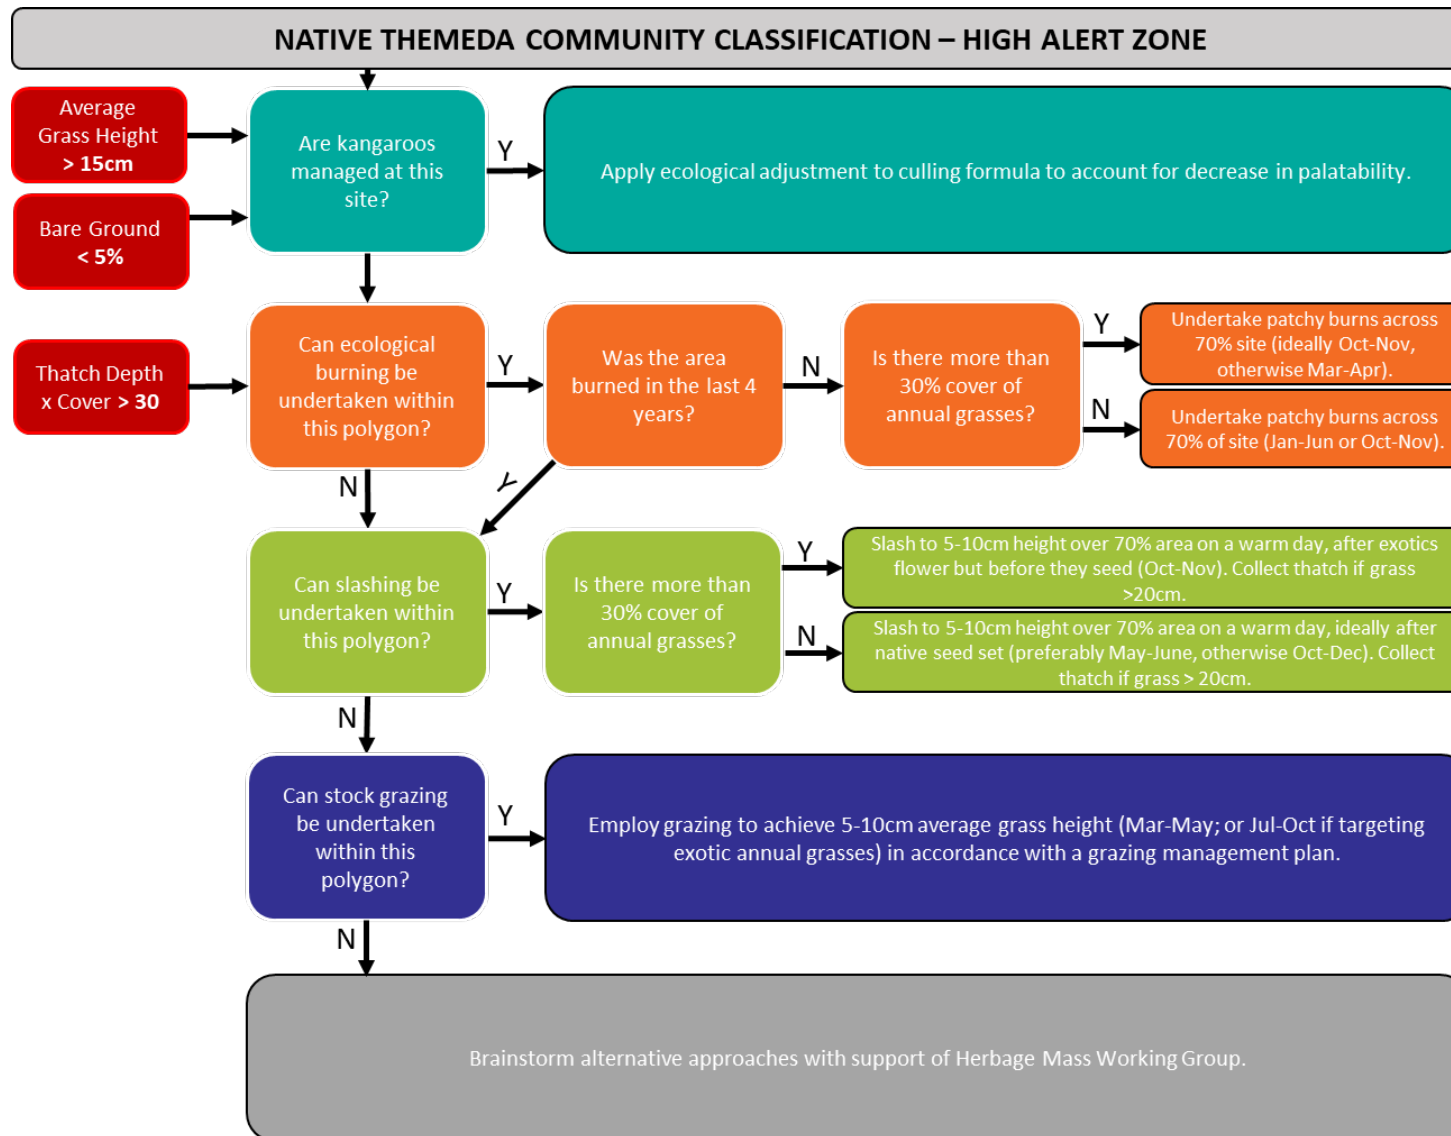 NATIVE THEMEDA COMMUNITY CLASSIFICATION – HIGH ALERT ZONE
Average
Grass Height
> 15cm
Bare Ground
< 5%
Are kangaroos
managed at this
site?
Y
Apply ecological adjustment to culling formula to account for decrease in palatability.
Thatch Depth
x Cover > 30
Can ecological
burning be
undertaken within
this polygon?
Y
Was the area
burned in the last 4
years?
N
Is there more than
30% cover of
annual grasses?
Y
Undertake patchy burns across
70% site (ideally Oct-Nov,
otherwise Mar-Apr).
N
Undertake patchy burns across
70% of site (Jan-Jun or Oct-Nov).
N
Y
Can slashing be
undertaken within
this polygon?
Y
Is there more than
30% cover of
annual grasses?
Y
Slash to 5-10cm height over 70% area on a warm day, after exotics
flower but before they seed (Oct-Nov). Collect thatch if grass
>20cm.
N
Slash to 5-10cm height over 70% area on a warm day, ideally after
native seed set (preferably May-June, otherwise Oct-Dec). Collect
thatch if grass > 20cm.
N
Can stock grazing
be undertaken
within this
polygon?
Y
Employ grazing to achieve 5-10cm average grass height (Mar-May; or Jul-Oct if targeting
exotic annual grasses) in accordance with a grazing management plan.
N
Brainstorm alternative approaches with support of Herbage Mass Working Group.